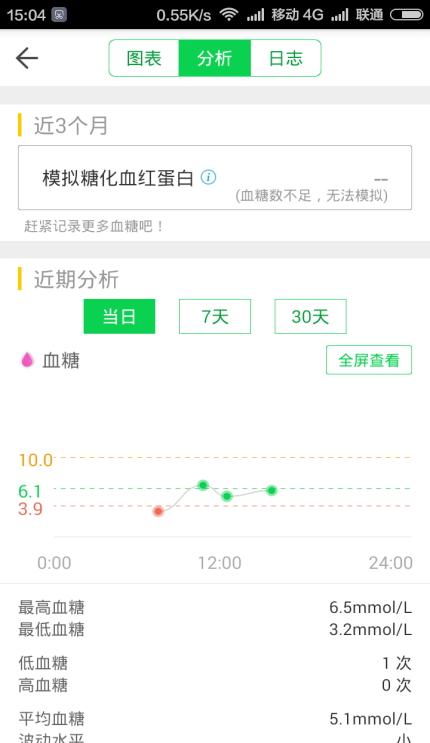 15:04 0.55K/s 移动 4G 联通
图表 分析 日志
近3个月
模拟糖化血红蛋白 --
(血糖数不足，无法模拟)
赶紧记录更多血糖吧！
近期分析
当日 7天 30天
血糖 全屏查看
10.0
6.1
3.9
0:00 12:00 24:00
最高血糖 6.5mmol/L
最低血糖 3.2mmol/L
低血糖 1 次
高血糖 0 次
平均血糖 5.1mmol/L
波动水平 小